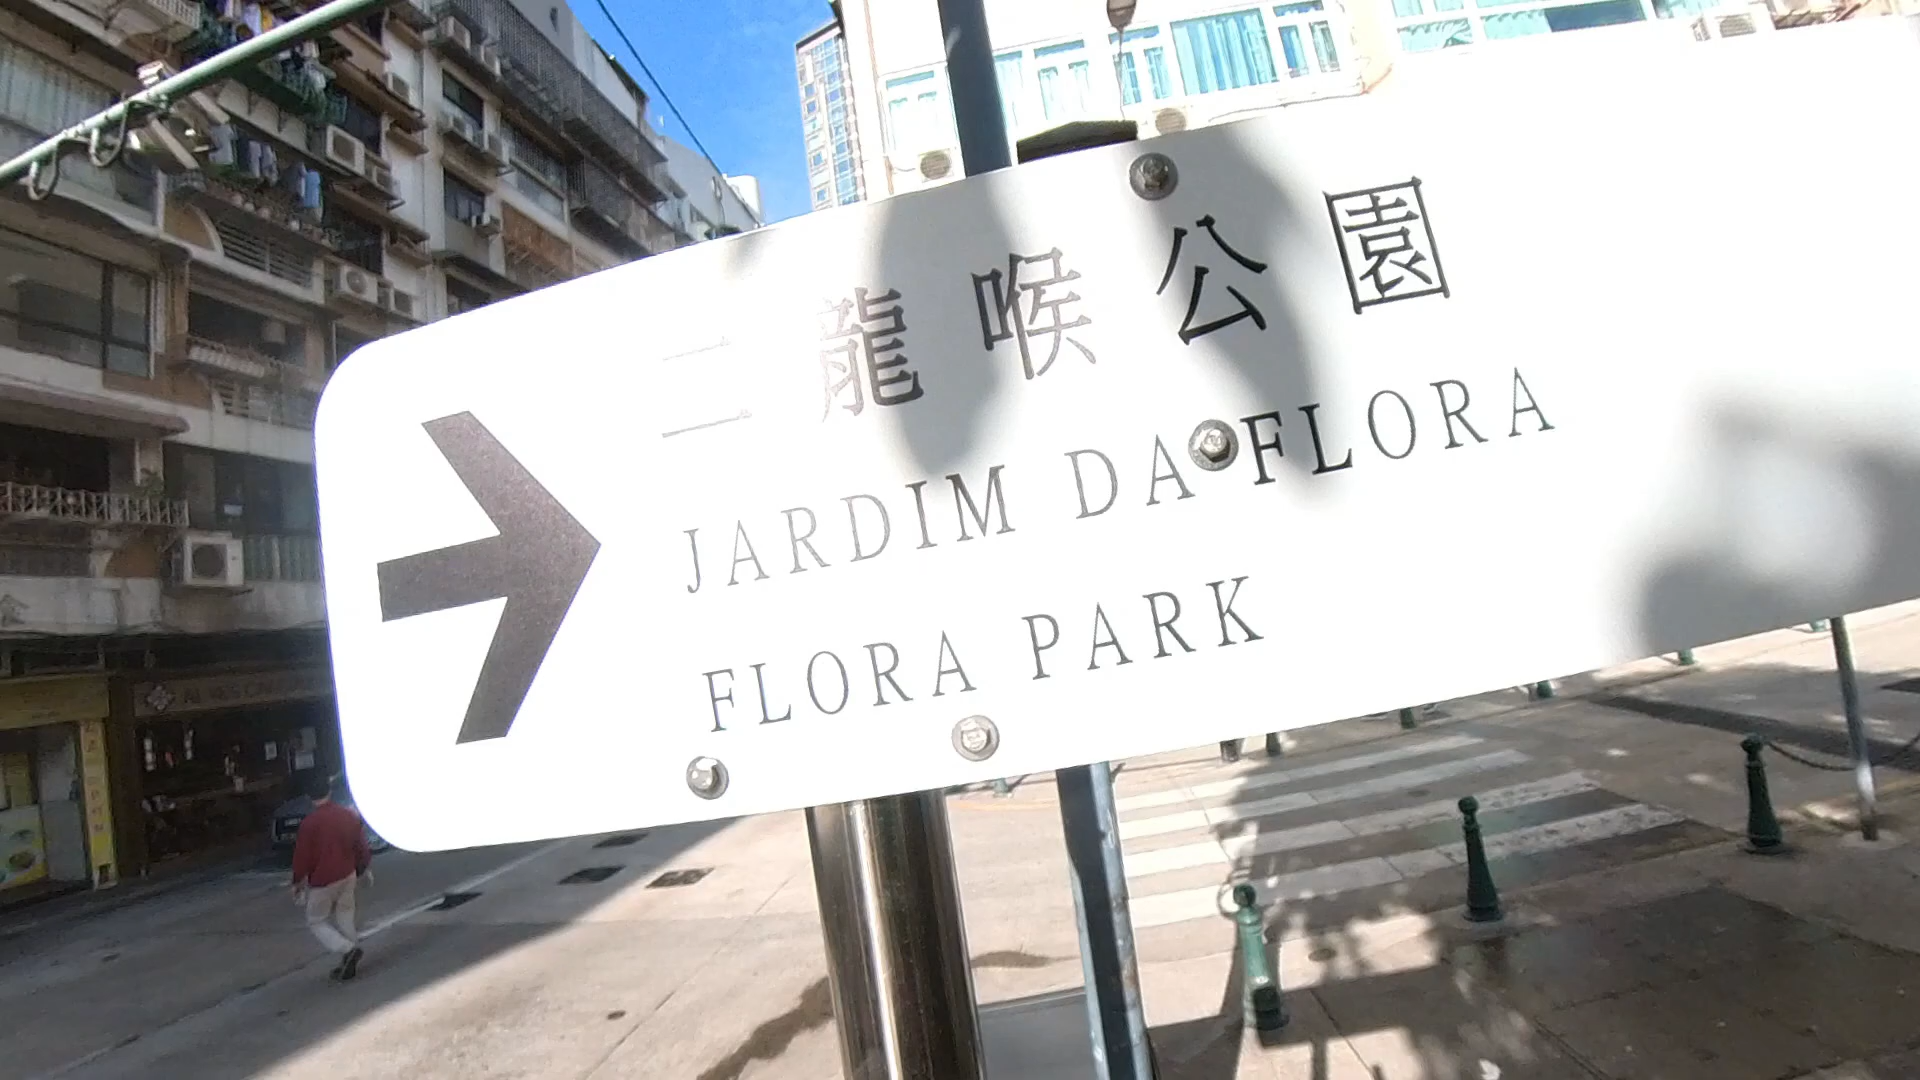 二龍喉公園
JARDIM DA FLORA
FLORA PARK